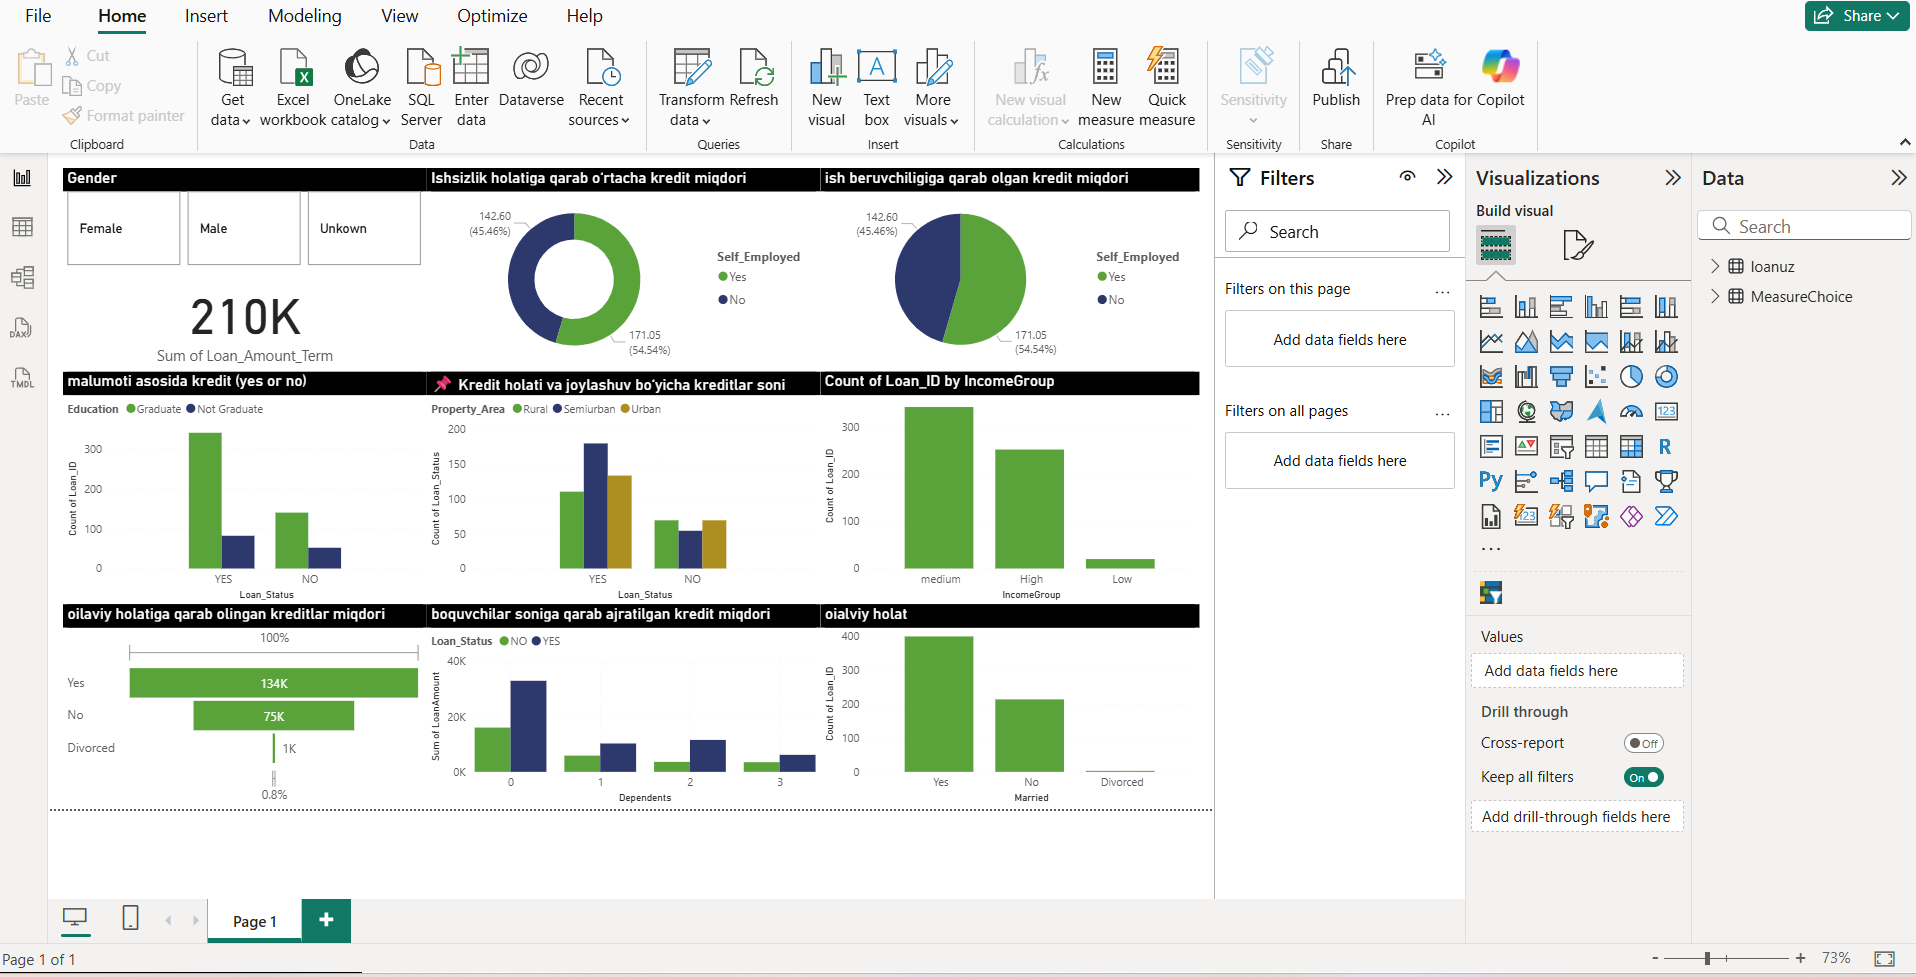 File Home Insert Modeling View Optimize Help
Share
Paste
Cut
Copy
Format painter
Clipboard
Get data
Excel workbook
OneLake catalog
SQL Server
Enter data
Dataverse
Recent sources
Data
Transform data
Refresh
Queries
New visual
Text box
More visuals
Insert
New visual calculation
New measure
Quick measure
Calculations
Sensitivity
Sensitivity
Publish
Share
Prep data for AI
Copilot
Copilot
DAX
TMDL
Gender
Female
Male
Unkown
210K
Sum of Loan_Amount_Term
Ishsizlik holatiga qarab o'rtacha kredit miqdori
142.60
(45.46%)
171.05
(54.54%)
Self_Employed
Yes
No
ish beruvchiligiga qarab olgan kredit miqdori
142.60
(45.46%)
171.05
(54.54%)
Self_Employed
Yes
No
malumoti asosida kredit (yes or no)
Education Graduate Not Graduate
Count of Loan_ID
300
200
100
0
YES NO
Loan_Status
Kredit holati va joylashuv bo'yicha kreditlar soni
Property_Area Rural Semiurban Urban
Count of Loan_Status
200
150
100
50
0
YES NO
Loan_Status
Count of Loan_ID by IncomeGroup
Count of Loan_ID
300
200
100
0
medium High Low
IncomeGroup
oilaviy holatiga qarab olingan kreditlar miqdori
100%
Yes 134K
No 75K
Divorced 1K
0.8%
boquvchilar soniga qarab ajratilgan kredit miqdori
Loan_Status NO YES
Sum of LoanAmount
40K
20K
0K
0 1 2 3
Dependents
oialviy holat
Count of Loan_ID
400
300
200
100
0
Yes No Divorced
Married
Filters
Search
Filters on this page ...
Add data fields here
Filters on all pages ...
Add data fields here
Visualizations
Build visual
123
R
Py
123
...
Values
Add data fields here
Drill through
Cross-report Off
Keep all filters On
Add drill-through fields here
Data
Search
loanuz
MeasureChoice
Page 1
+
Page 1 of 1
- + 73%